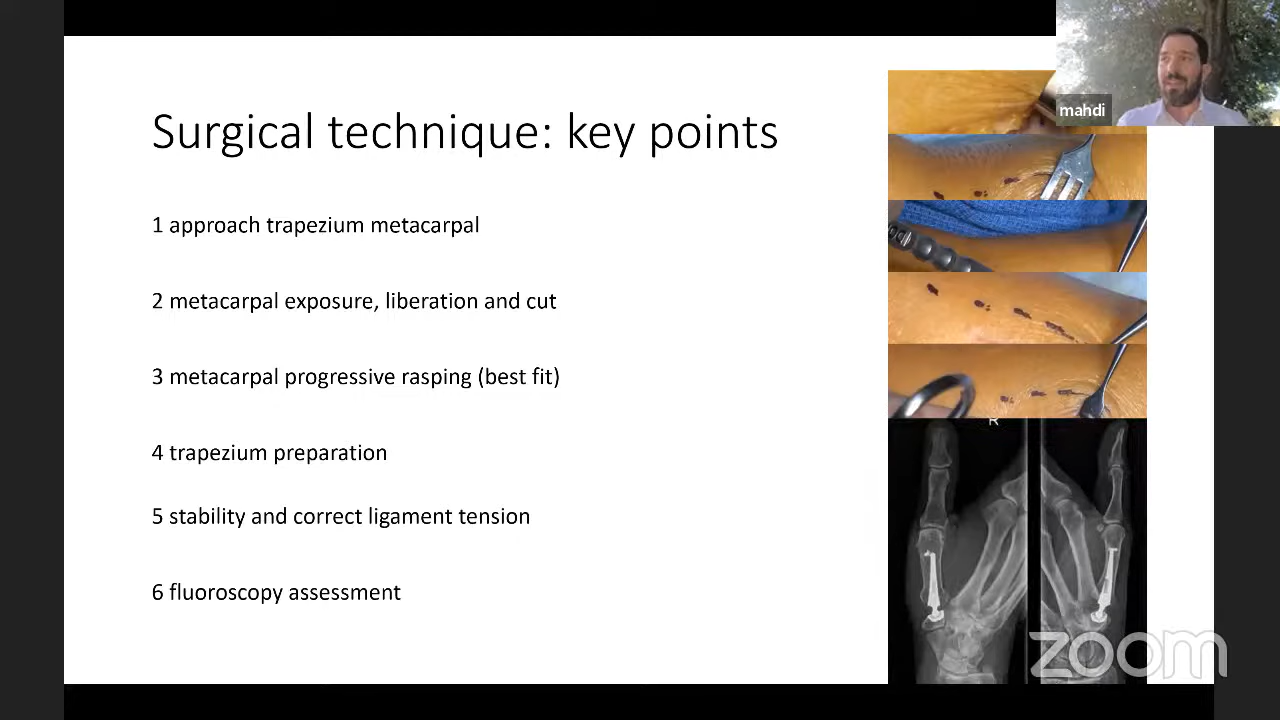 mahdi
Surgical technique: key points
1 approach trapezium metacarpal
2 metacarpal exposure, liberation and cut
3 metacarpal progressive rasping (best fit)
4 trapezium preparation
5 stability and correct ligament tension
6 fluoroscopy assessment
R
zoom